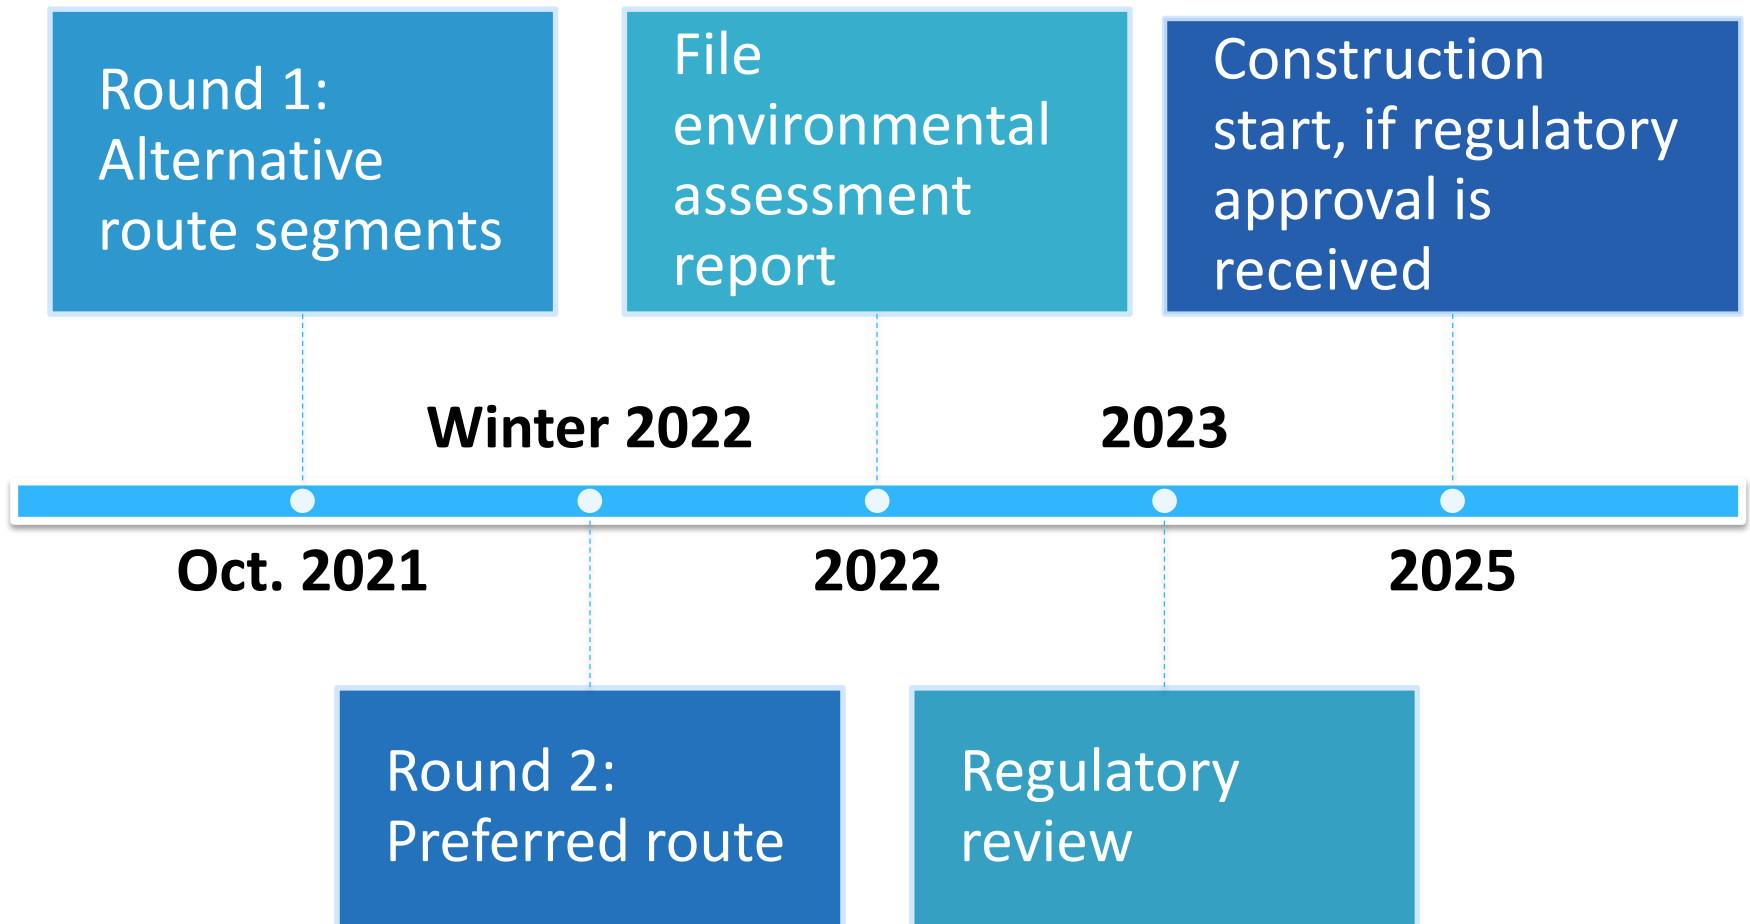 Round 1:
Alternative
route segments
File
environmental
assessment
report
Construction
start, if regulatory
approval is
received
Winter 2022
2023
Oct. 2021
2022
2025
Round 2:
Preferred route
Regulatory
review